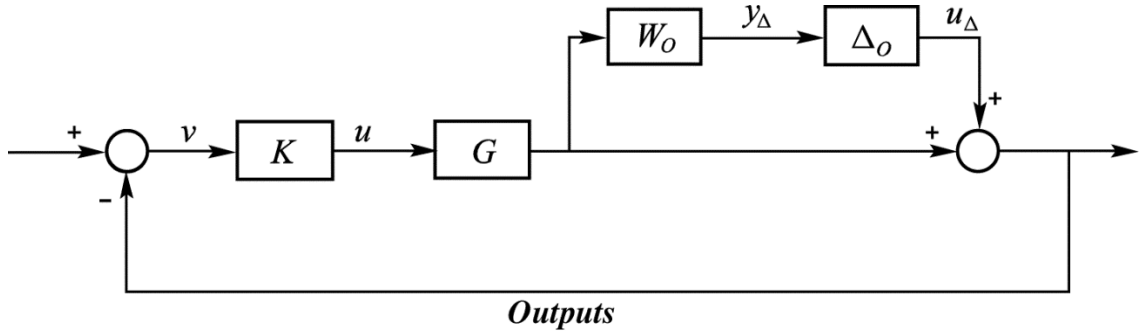 W_O
y_Δ
Δ_O
u_Δ
+
+
v
K
u
G
+
-
Outputs